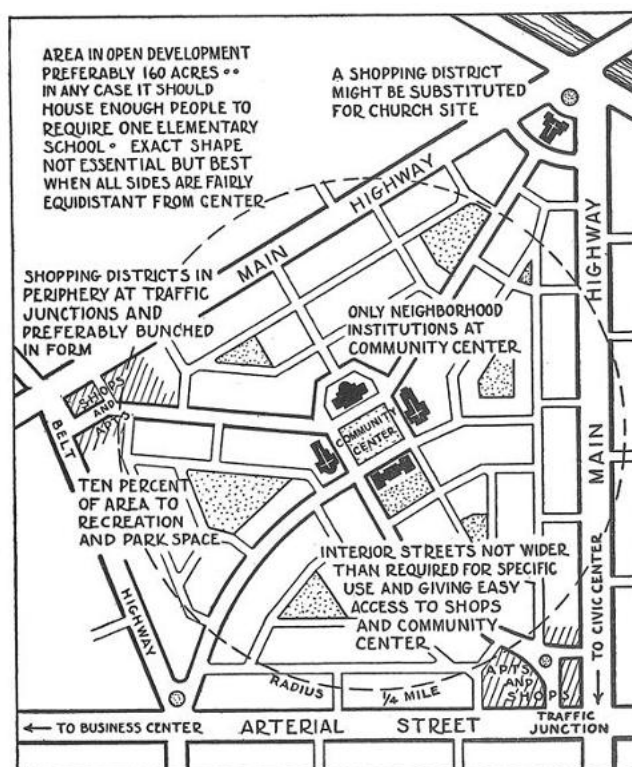 AREA IN OPEN DEVELOPMENT
PREFERABLY 160 ACRES • •
IN ANY CASE IT SHOULD
HOUSE ENOUGH PEOPLE TO
REQUIRE ONE ELEMENTARY
SCHOOL • EXACT SHAPE
NOT ESSENTIAL BUT BEST
WHEN ALL SIDES ARE FAIRLY
EQUIDISTANT FROM CENTER
A SHOPPING DISTRICT
MIGHT BE SUBSTITUTED
FOR CHURCH SITE
MAIN HIGHWAY
HIGHWAY
MAIN
SHOPPING DISTRICTS IN
PERIPHERY AT TRAFFIC
JUNCTIONS AND
PREFERABLY BUNCHED
IN FORM
ONLY NEIGHBORHOOD
INSTITUTIONS AT
COMMUNITY CENTER
SHOPS
AND
APTS
BELT
HIGHWAY
COMMUNITY
CENTER
TEN PERCENT
OF AREA TO
RECREATION
AND PARK SPACE
INTERIOR STREETS NOT WIDER
THAN REQUIRED FOR SPECIFIC
USE AND GIVING EASY
ACCESS TO SHOPS
AND COMMUNITY
CENTER
TO CIVIC CENTER
APTS
AND
SHOPS
RADIUS 1/4 MILE
← TO BUSINESS CENTER
ARTERIAL STREET
TRAFFIC
JUNCTION